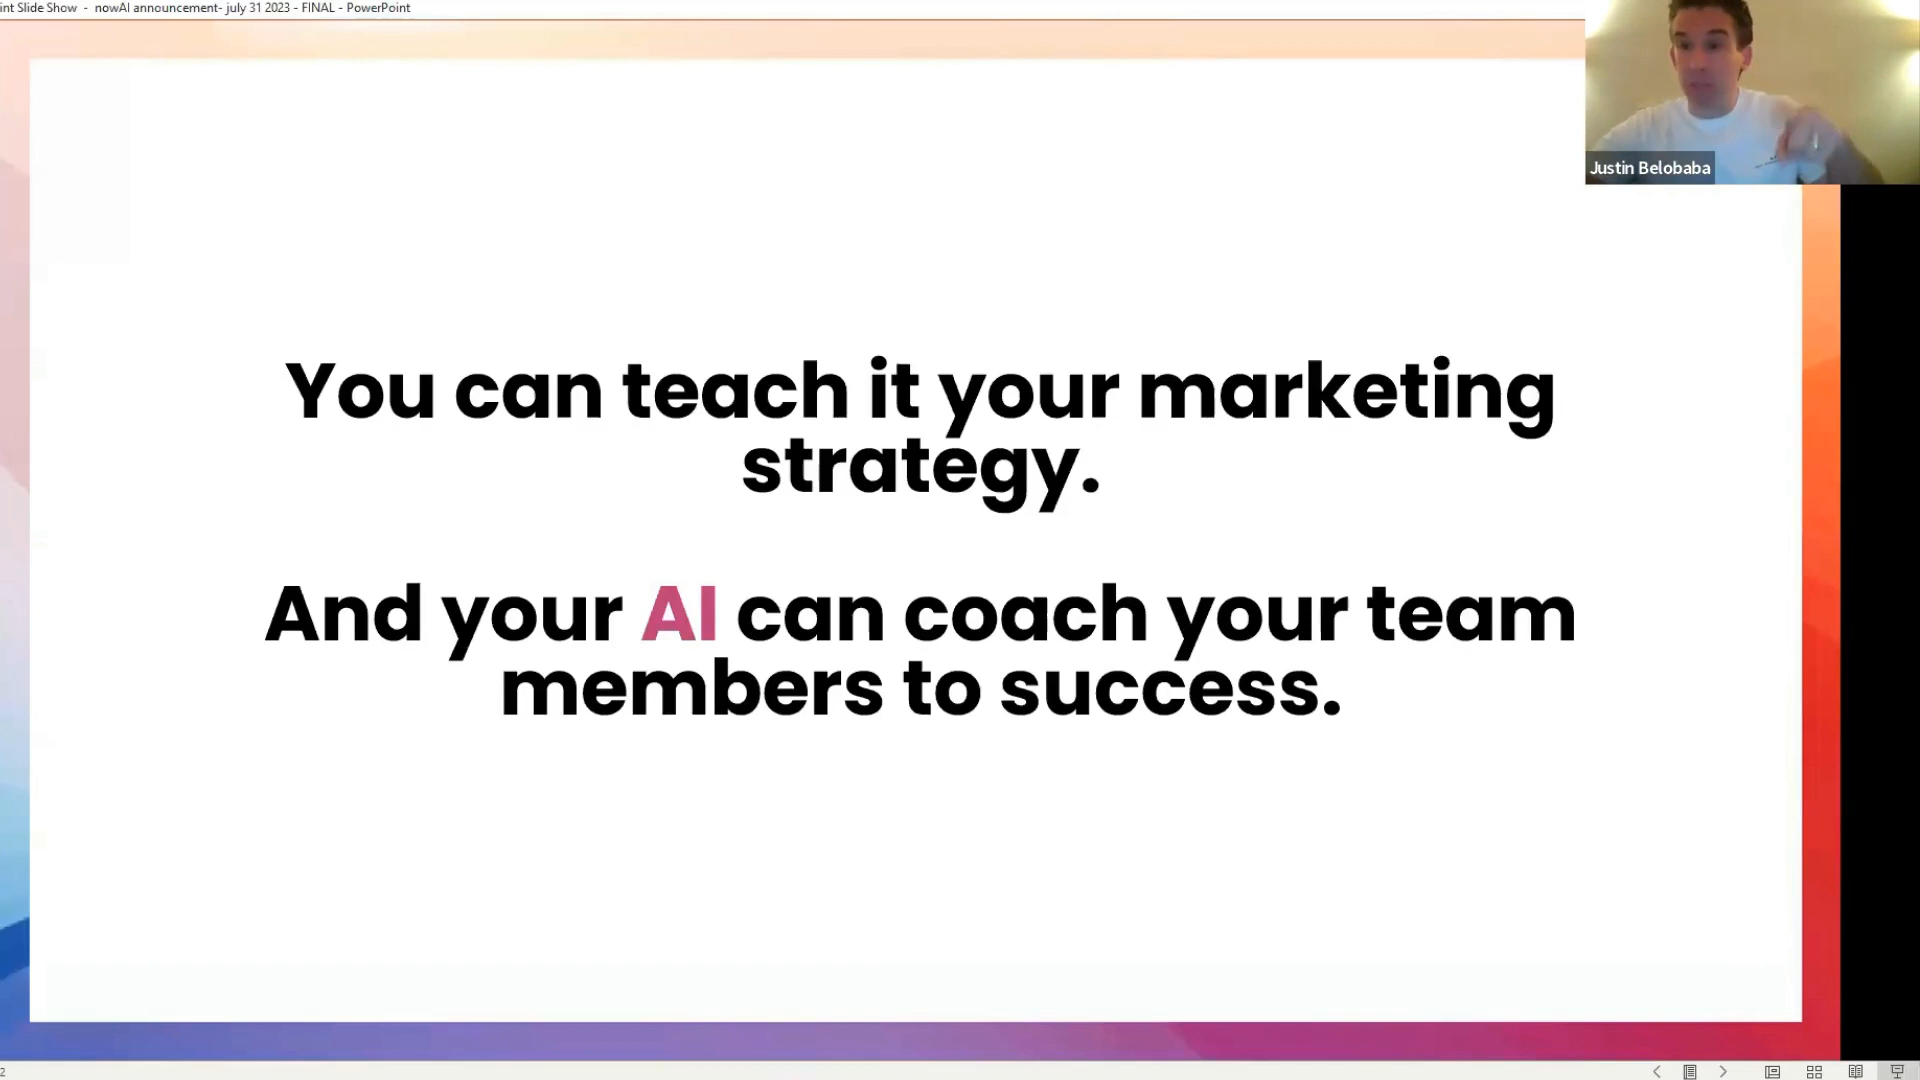 int Slide Show - nowAI announcement- july 31 2023 - FINAL - PowerPoint
Justin Belobaba
You can teach it your marketing
strategy.
And your AI can coach your team
members to success.
2